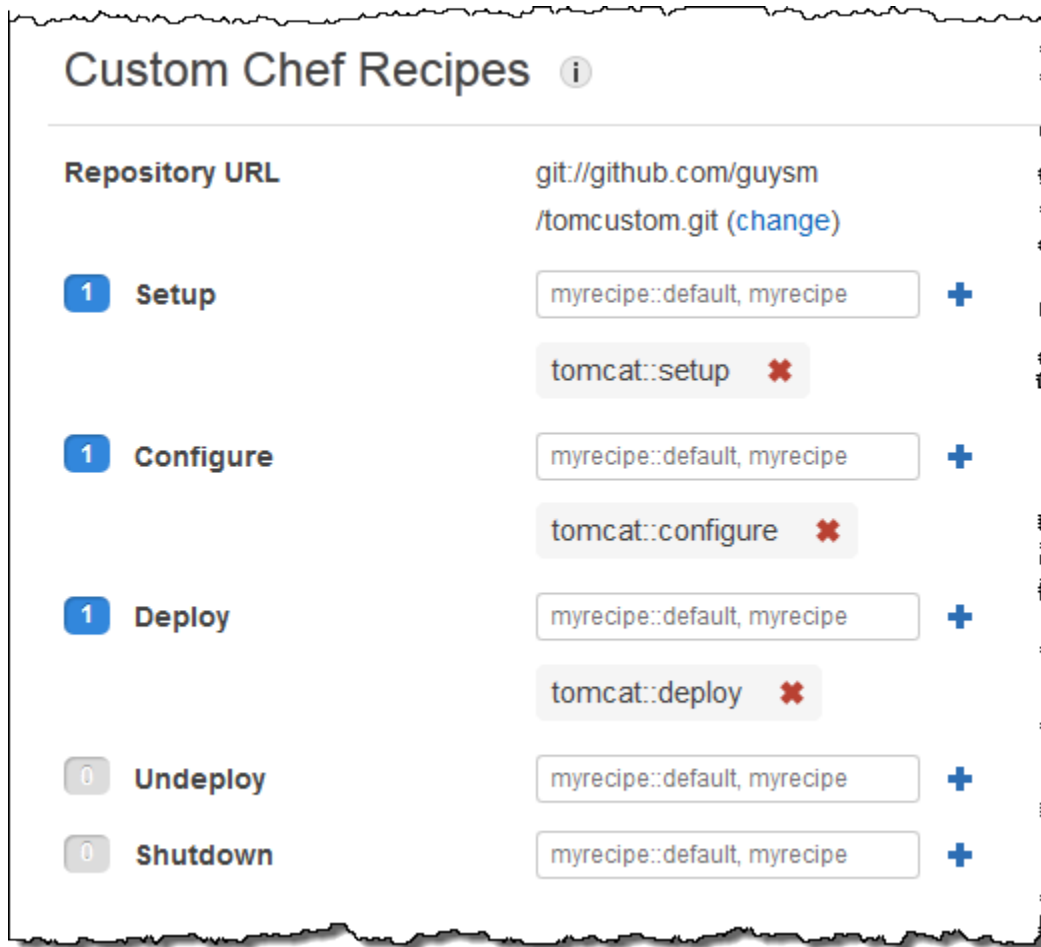 Custom Chef Recipes i
Repository URL git://github.com/guysm
/tomcustom.git (change)
1 Setup myrecipe::default, myrecipe
tomcat::setup
1 Configure myrecipe::default, myrecipe
tomcat::configure
1 Deploy myrecipe::default, myrecipe
tomcat::deploy
0 Undeploy myrecipe::default, myrecipe
0 Shutdown myrecipe::default, myrecipe